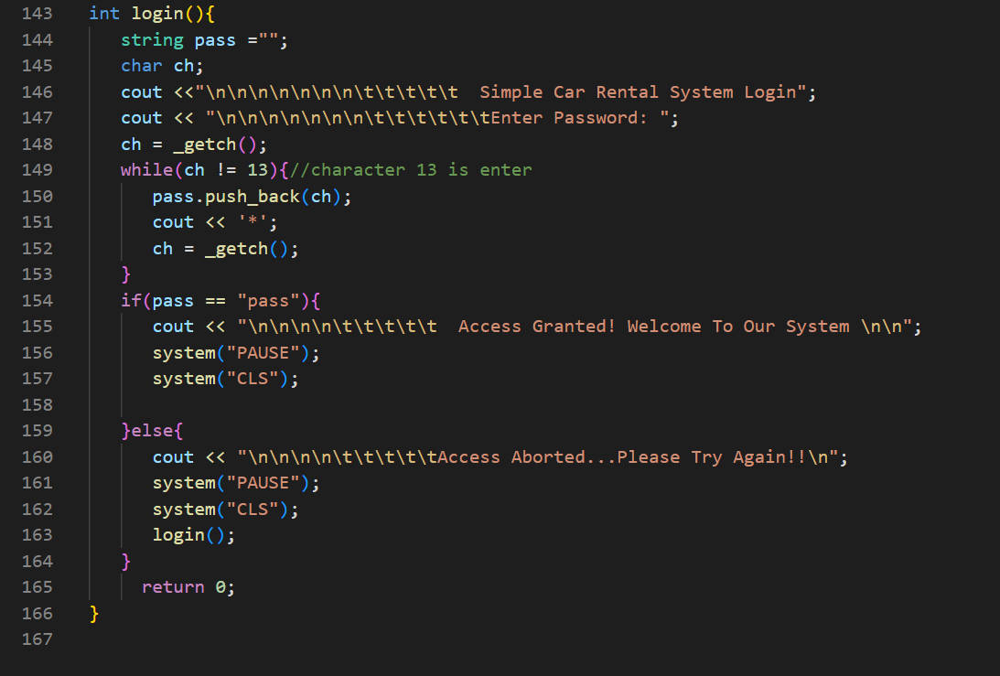 143 int login(){
144 string pass ="";
145 char ch;
146 cout <<"\n\n\n\n\n\n\n\t\t\t\t\t  Simple Car Rental System Login";
147 cout << "\n\n\n\n\n\n\n\t\t\t\t\t\tEnter Password: ";
148 ch = _getch();
149 while(ch != 13){//character 13 is enter
150 pass.push_back(ch);
151 cout << '*';
152 ch = _getch();
153 }
154 if(pass == "pass"){
155 cout << "\n\n\n\n\t\t\t\t\t  Access Granted! Welcome To Our System \n\n";
156 system("PAUSE");
157 system("CLS");
158
159 }else{
160 cout << "\n\n\n\n\t\t\t\t\tAccess Aborted...Please Try Again!!\n";
161 system("PAUSE");
162 system("CLS");
163 login();
164 }
165 return 0;
166 }
167